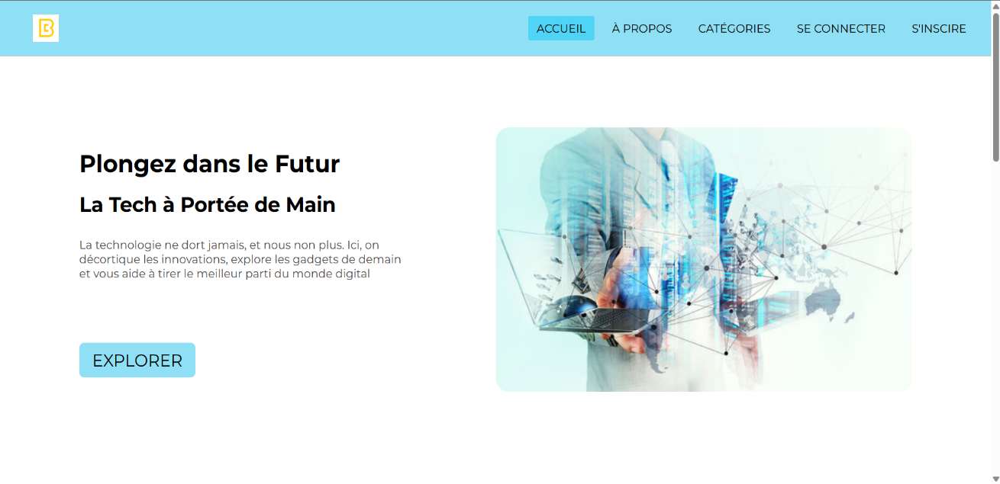 B
ACCUEIL
À PROPOS
CATÉGORIES
SE CONNECTER
S'INSCIRE
Plongez dans le Futur
La Tech à Portée de Main
La technologie ne dort jamais, et nous non plus. Ici, on
décortique les innovations, explore les gadgets de demain
et vous aide à tirer le meilleur parti du monde digital
EXPLORER